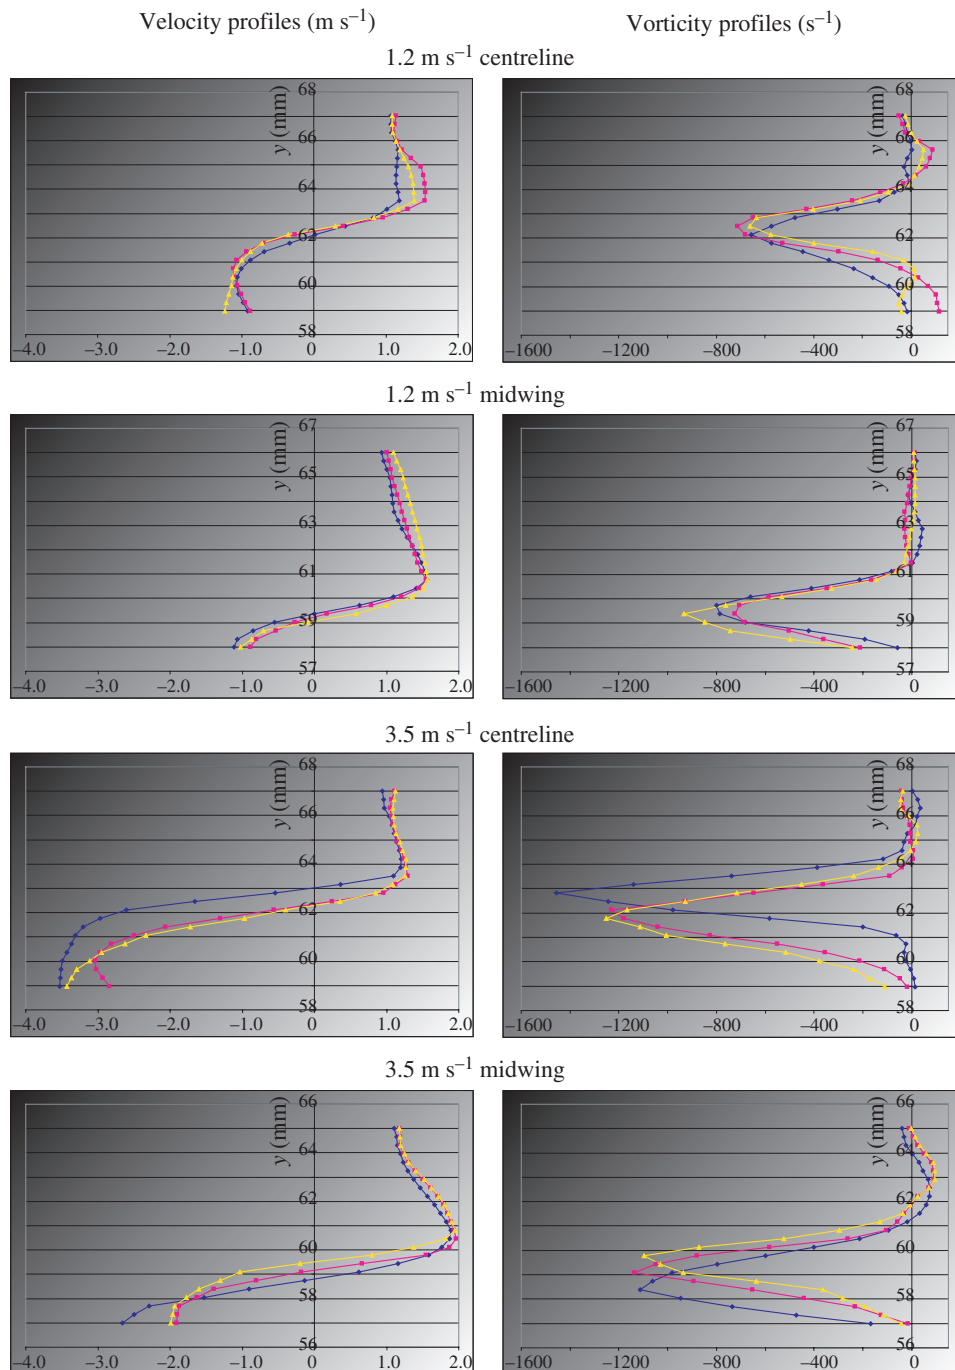 Velocity profiles (m s⁻¹) Vorticity profiles (s⁻¹)
1.2 m s⁻¹ centreline
68 68
y (mm) y (mm)
66 66
64 64
62 62
60 60
58 58
–4.0 –3.0 –2.0 –1.0 0 1.0 2.0 –1600 –1200 –800 –400 0
1.2 m s⁻¹ midwing
67 67
y (mm) y (mm)
65 65
63 63
61 61
59 59
57 57
–4.0 –3.0 –2.0 –1.0 0 1.0 2.0 –1600 –1200 –800 –400 0
3.5 m s⁻¹ centreline
68 68
y (mm) y (mm)
66 66
64 64
62 62
60 60
58 58
–4.0 –3.0 –2.0 –1.0 0 1.0 2.0 –1600 –1200 –800 –400 0
3.5 m s⁻¹ midwing
66 66
y (mm) y (mm)
64 64
62 62
60 60
58 58
56 56
–4.0 –3.0 –2.0 –1.0 0 1.0 2.0 –1600 –1200 –800 –400 0